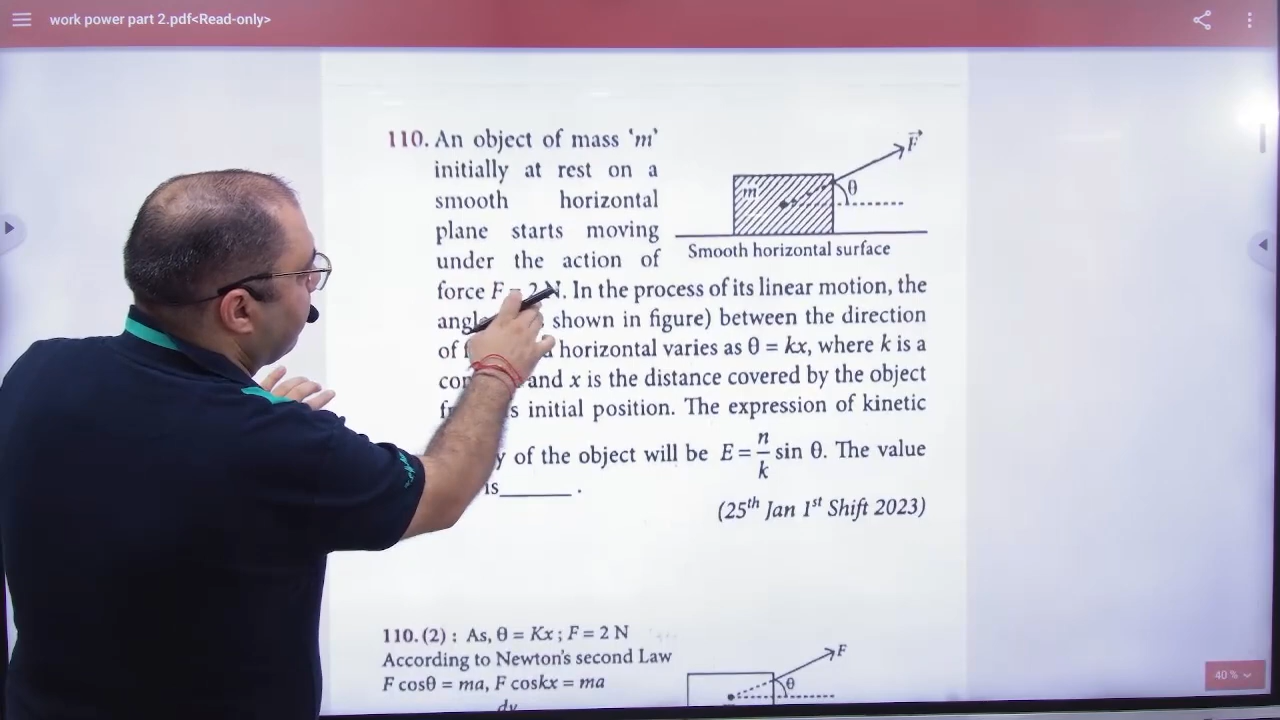 work power part 2.pdf<Read-only>
110. An object of mass 'm'
initially at rest on a
smooth horizontal
plane starts moving
under the action of
force F = 2 N. In the process of its linear motion, the
shown in figure) between the direction
of horizontal varies as θ = kx, where k is a
and x is the distance covered by the object
initial position. The expression of kinetic
of the object will be E = n/k sin θ. The value
is______ .
(25th Jan 1st Shift 2023)
m
F⃗
θ
Smooth horizontal surface
110. (2) : As, θ = Kx ; F = 2 N
According to Newton's second Law
F cosθ = ma, F coskx = ma
dv
F
θ
40 %